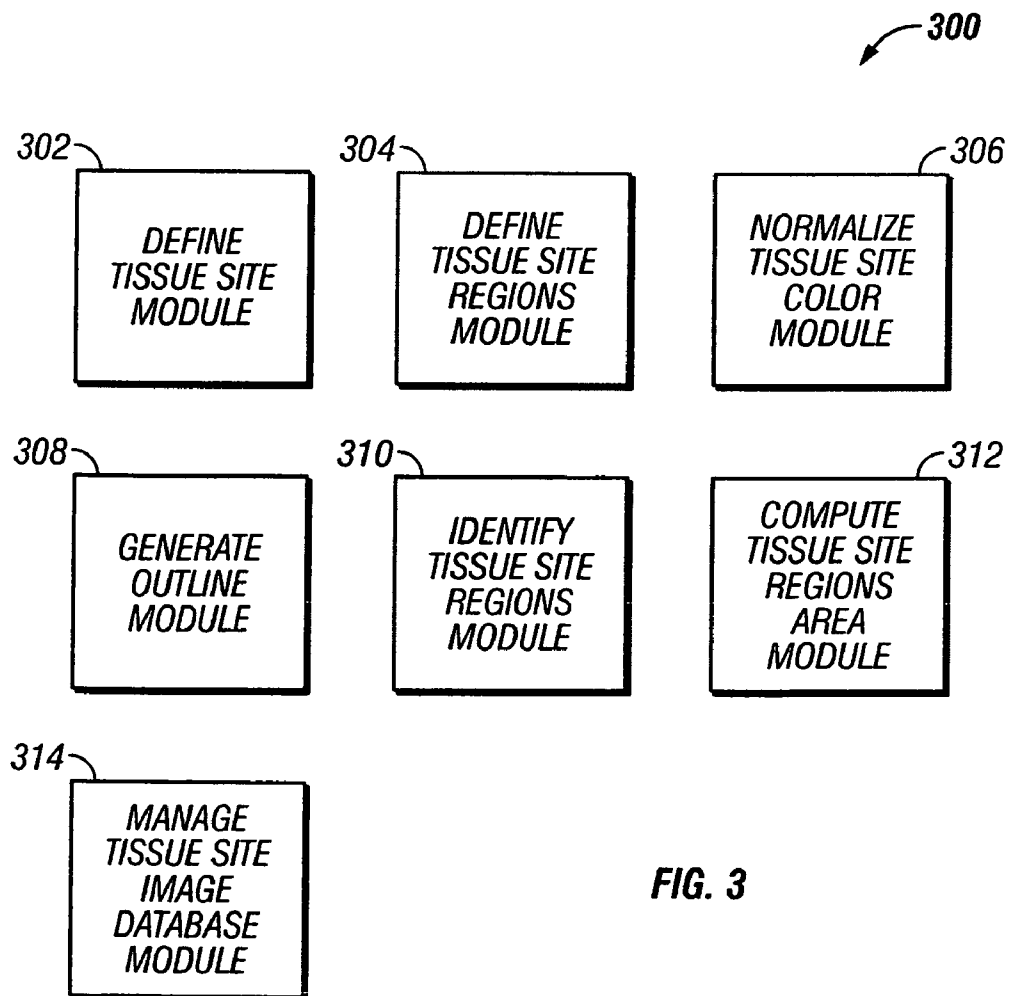 300
302
DEFINE
TISSUE SITE
MODULE
304
DEFINE
TISSUE SITE
REGIONS
MODULE
306
NORMALIZE
TISSUE SITE
COLOR
MODULE
308
GENERATE
OUTLINE
MODULE
310
IDENTIFY
TISSUE SITE
REGIONS
MODULE
312
COMPUTE
TISSUE SITE
REGIONS
AREA
MODULE
314
MANAGE
TISSUE SITE
IMAGE
DATABASE
MODULE
FIG. 3